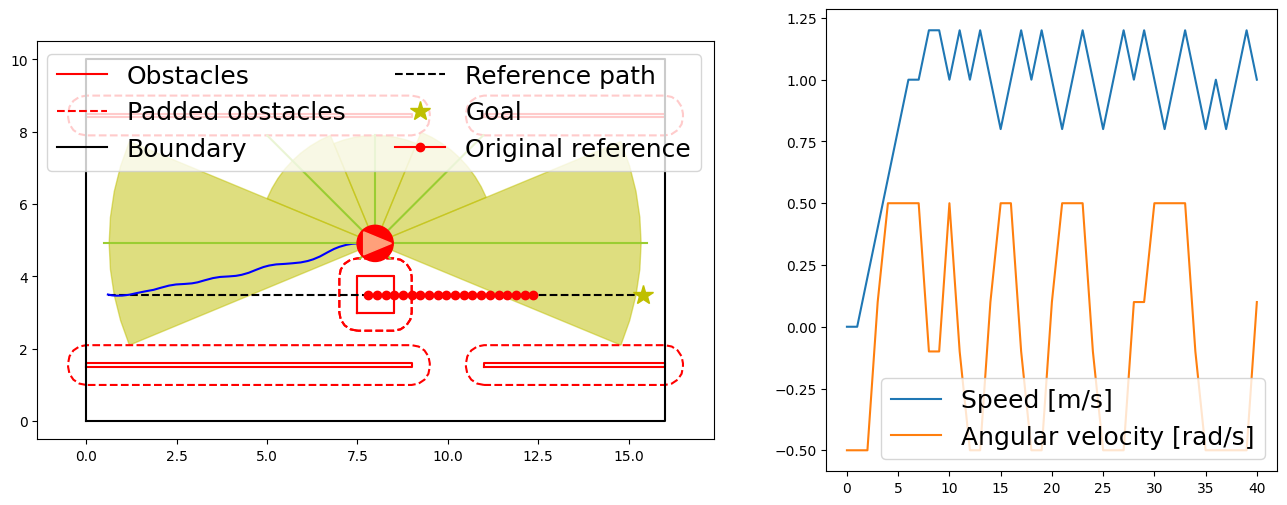 Obstacles
Padded obstacles
Boundary
Reference path
Goal
Original reference
10
8
6
4
2
0
0.0 2.5 5.0 7.5 10.0 12.5 15.0
1.25
1.00
0.75
0.50
0.25
0.00
−0.25
−0.50
Speed [m/s]
Angular velocity [rad/s]
0 5 10 15 20 25 30 35 40